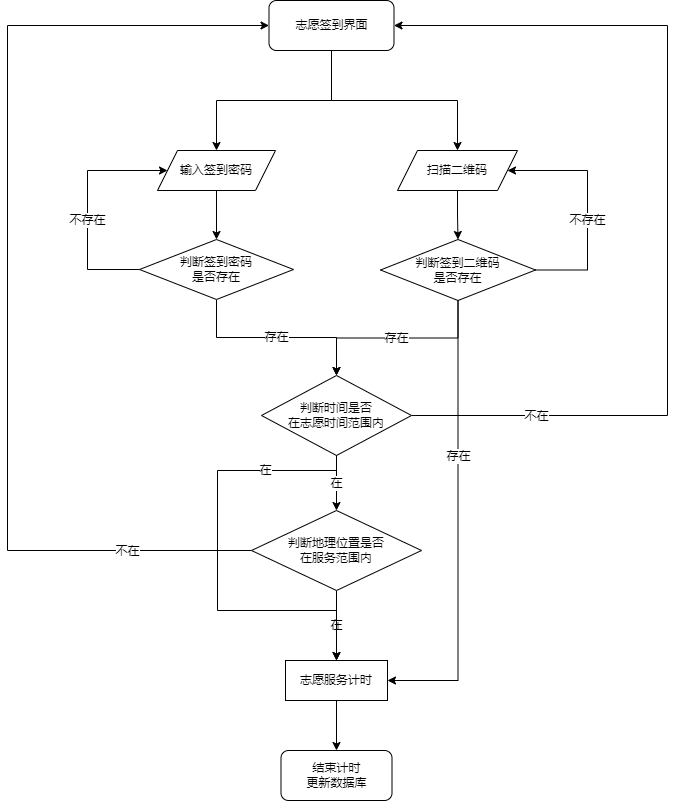 志愿签到界面
输入签到密码
扫描二维码
不存在
不存在
判断签到密码
是否存在
判断签到二维码
是否存在
存在
存在
判断时间是否
在志愿时间范围内
不在
存在
在
在
判断地理位置是否
在服务范围内
不在
在
志愿服务计时
结束计时
更新数据库